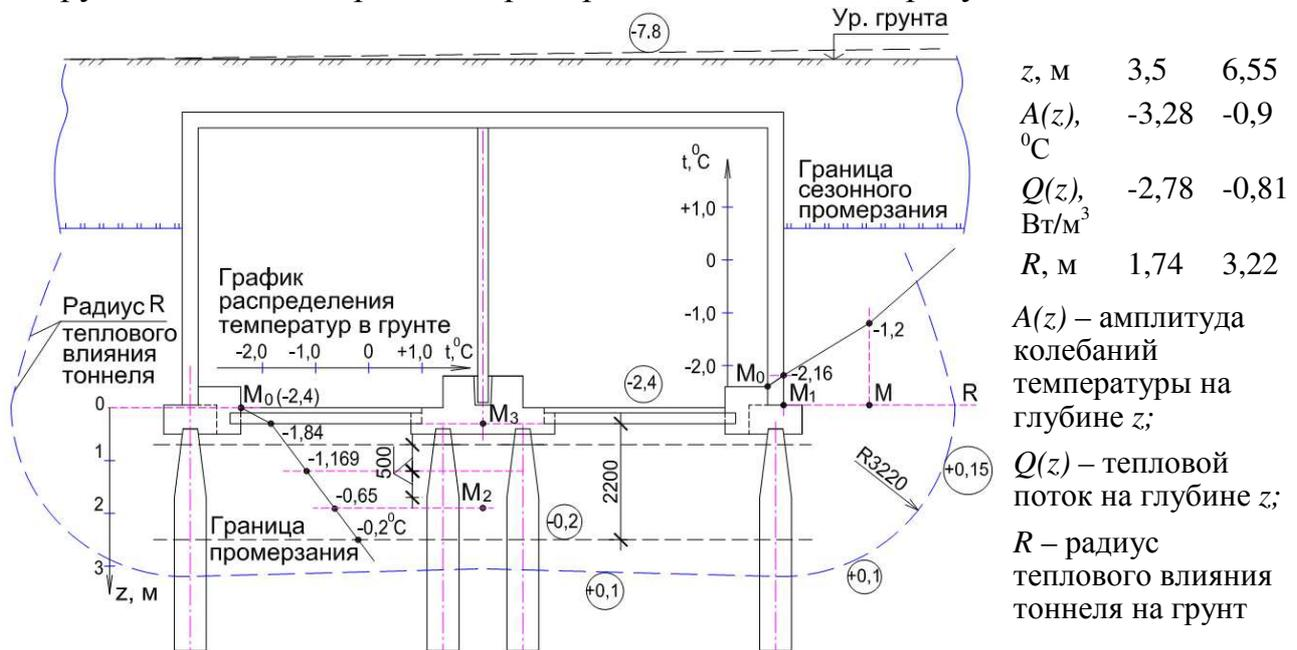 -7.8
Ур. грунта
t,⁰C
+1,0
0
-1,0
-2,0
Граница
сезонного
промерзания
График
распределения
температур в грунте
-2,0 -1,0 0 +1,0 t,⁰C
Радиус R
теплового
влияния
тоннеля
-1,2
M₀
-2,16
-2,4
0
M₀(-2,4)
M₃
M₁
M
R
-1,84
1
500
-1,169
2200
R3220
+0,15
-0,65
M₂
2
-0,2
-0,2⁰C
Граница
промерзания
3
z, м
+0,1
+0,1
z, м 3,5 6,55
A(z), -3,28 -0,9
⁰C
Q(z), -2,78 -0,81
Вт/м³
R, м 1,74 3,22
A(z) – амплитуда
колебаний
температуры на
глубине z;
Q(z) – тепловой
поток на глубине z;
R – радиус
теплового влияния
тоннеля на грунт